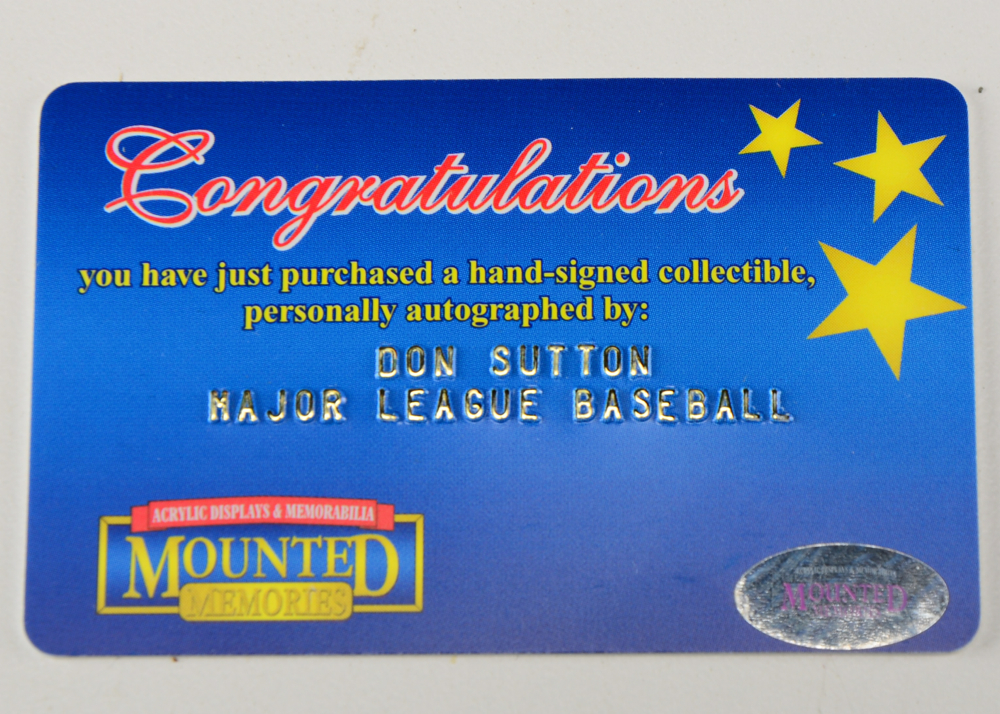 Congratulations
you have just purchased a hand-signed collectible,
personally autographed by:
DON SUTTON
MAJOR LEAGUE BASEBALL
ACRYLIC DISPLAYS & MEMORABILIA
MOUNTED
MEMORIES
MOUNTED